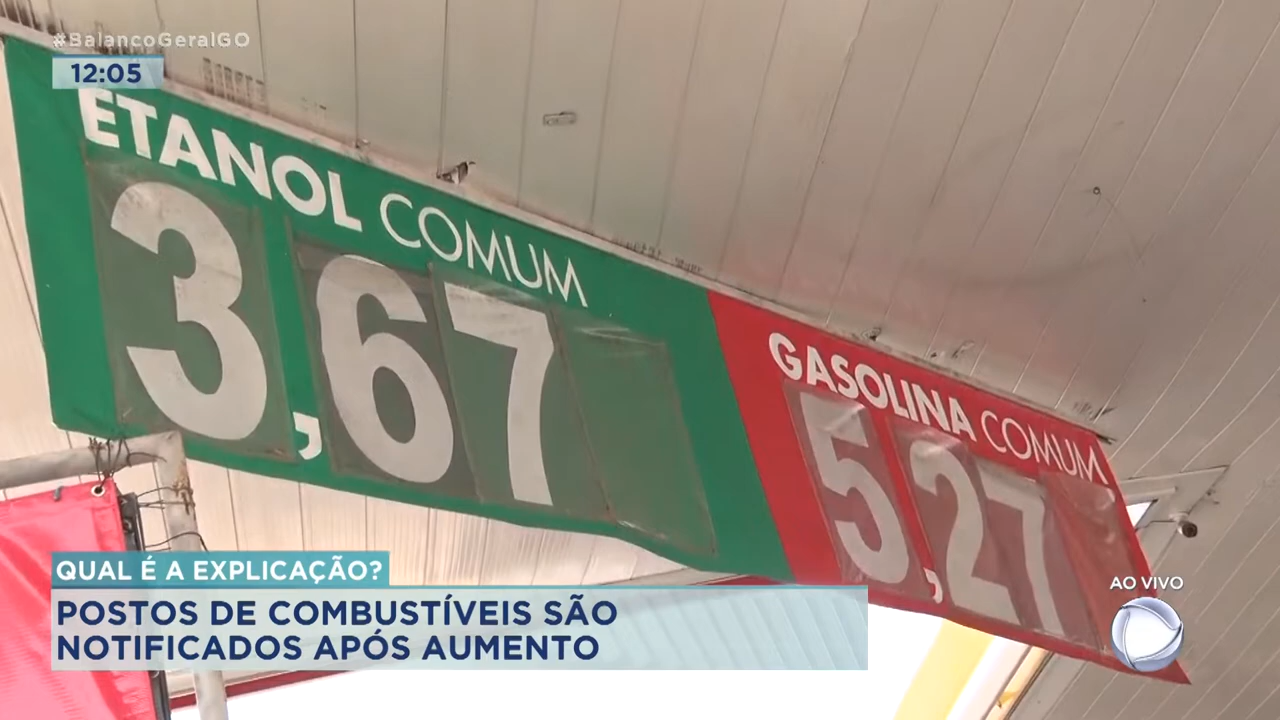 #BalancoGeralGO
12:05
ETANOL COMUM
3,67
GASOLINA COMUM
5,27
QUAL É A EXPLICAÇÃO?
POSTOS DE COMBUSTÍVEIS SÃO
NOTIFICADOS APÓS AUMENTO
AO VIVO